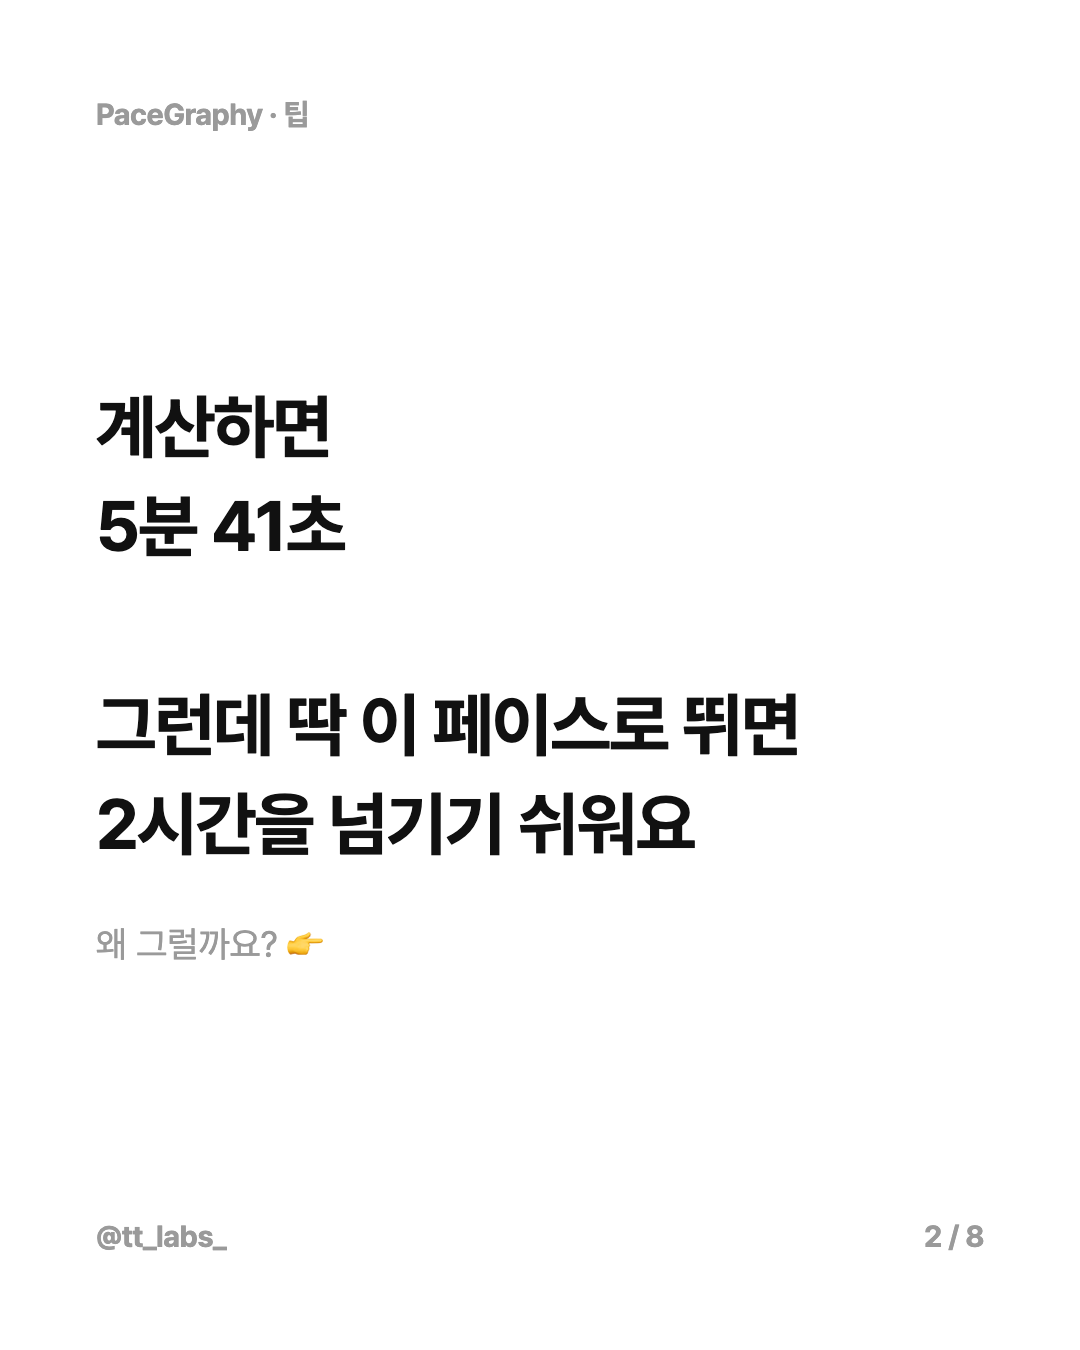 PaceGraphy · 팁
계산하면
5분 41초
그런데 딱 이 페이스로 뛰면
2시간을 넘기기 쉬워요
왜 그럴까요? 👉
@tt_labs_
2 / 8